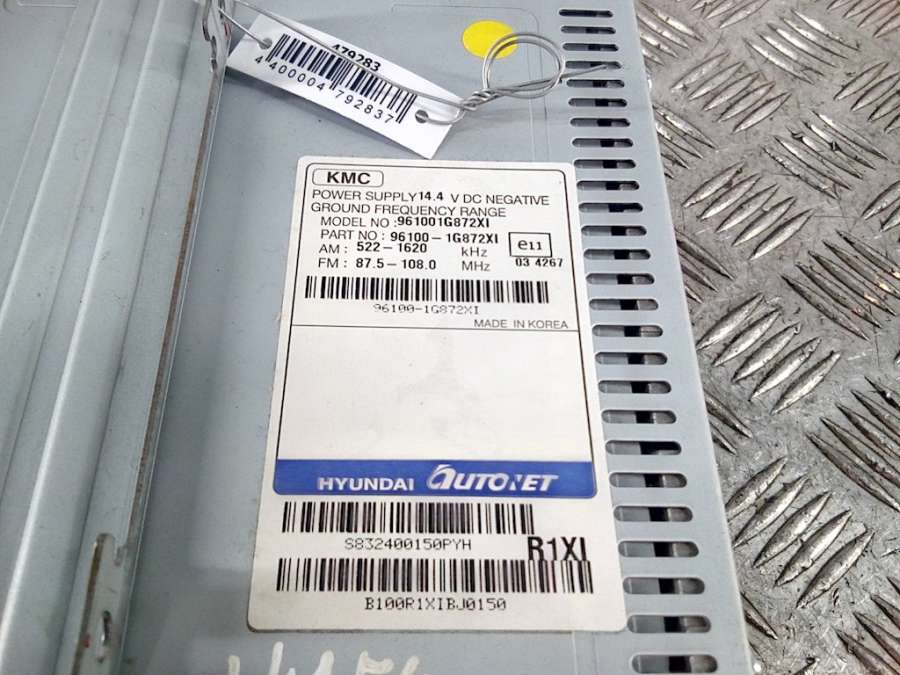 479283
4400004792837
KMC
POWER SUPPLY 14.4 V DC NEGATIVE
GROUND FREQUENCY RANGE
MODEL NO : 961001G872XI
PART NO : 96100-1G872XI
AM : 522-1620 kHz
FM : 87.5-108.0 MHz
e11
03 4267
96100-1G872XI
MADE IN KOREA
HYUNDAI AUTONET
S832400150PYH
R1XI
B100R1XIBJ0150